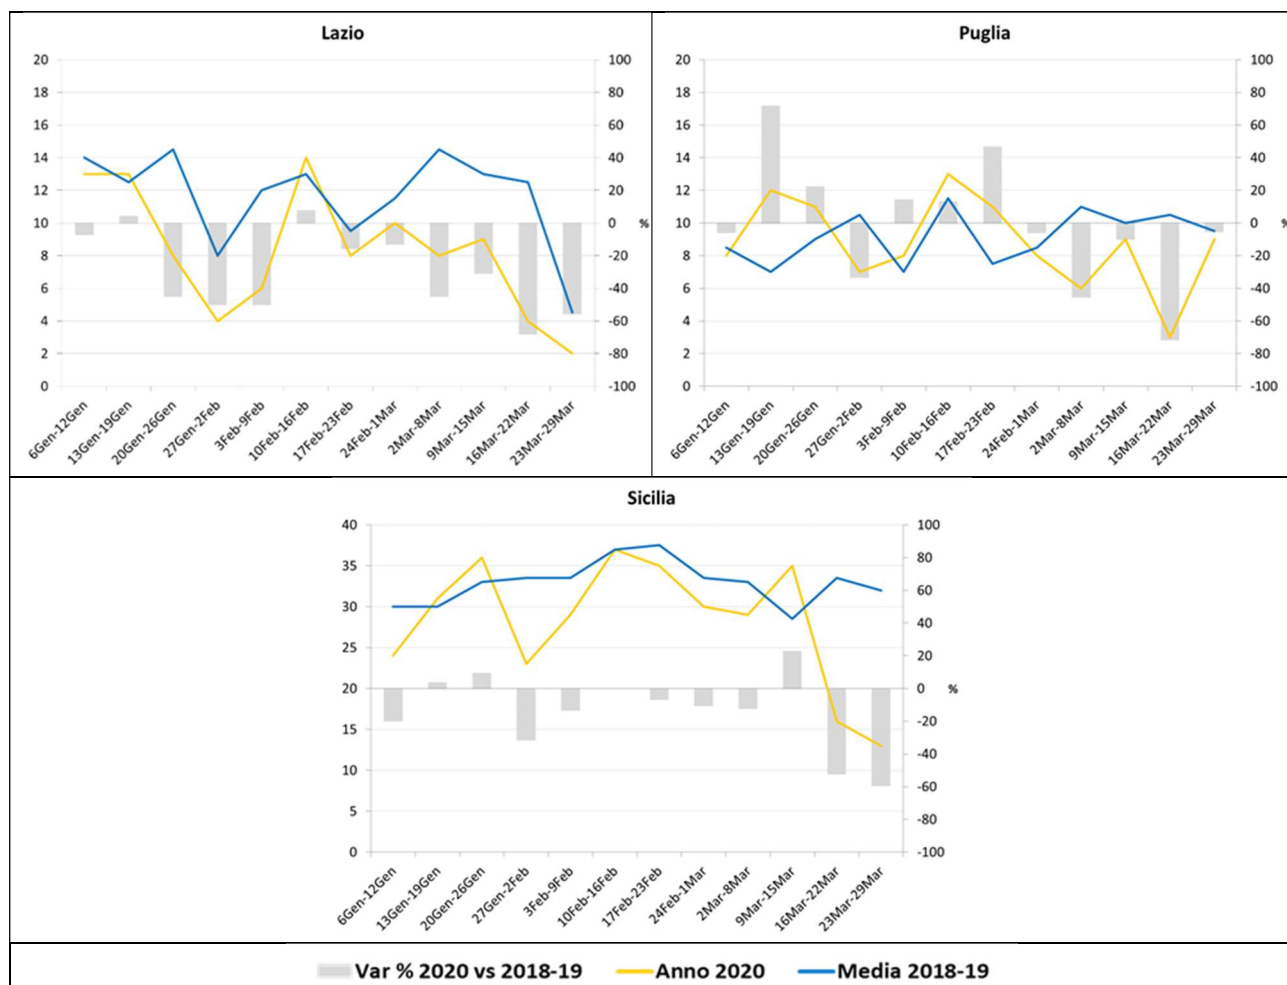 Lazio
20
18
16
14
12
10
8
6
4
2
0
100
80
60
40
20
0
-20
-40
-60
-80
-100
%
6Gen-12Gen
13Gen-19Gen
20Gen-26Gen
27Gen-2Feb
3Feb-9Feb
10Feb-16Feb
17Feb-23Feb
24Feb-1Mar
2Mar-8Mar
9Mar-15Mar
16Mar-22Mar
23Mar-29Mar
Puglia
20
18
16
14
12
10
8
6
4
2
0
100
80
60
40
20
0
-20
-40
-60
-80
-100
%
6Gen-12Gen
13Gen-19Gen
20Gen-26Gen
27Gen-2Feb
3Feb-9Feb
10Feb-16Feb
17Feb-23Feb
24Feb-1Mar
2Mar-8Mar
9Mar-15Mar
16Mar-22Mar
23Mar-29Mar
Sicilia
40
35
30
25
20
15
10
5
0
100
80
60
40
20
0
-20
-40
-60
-80
-100
%
6Gen-12Gen
13Gen-19Gen
20Gen-26Gen
27Gen-2Feb
3Feb-9Feb
10Feb-16Feb
17Feb-23Feb
24Feb-1Mar
2Mar-8Mar
9Mar-15Mar
16Mar-22Mar
23Mar-29Mar
Var % 2020 vs 2018-19 Anno 2020 Media 2018-19